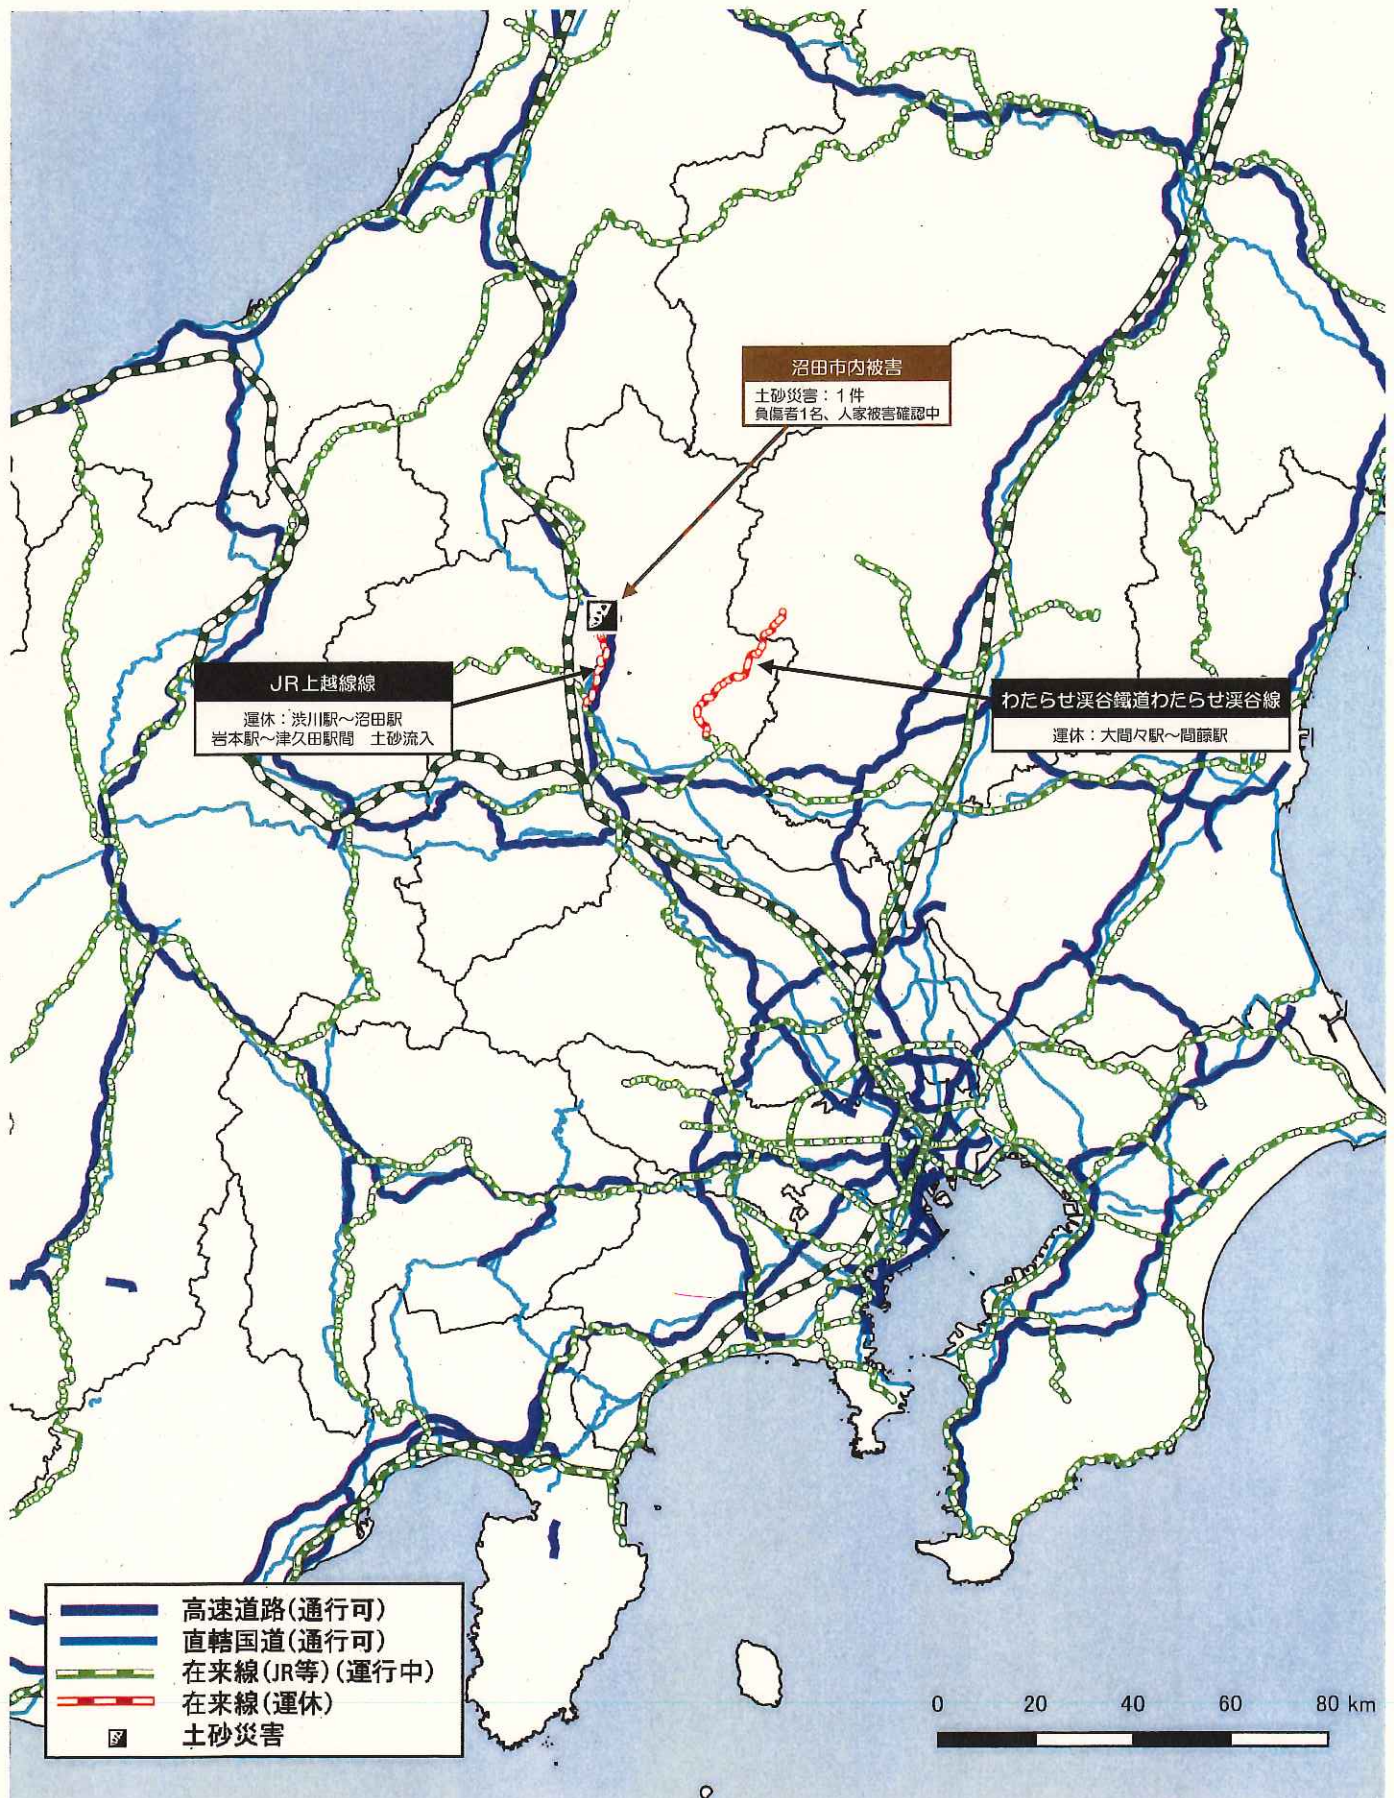 沼田市内被害
土砂災害：1件
負傷者1名、人家被害確認中
JR上越線線
運休：渋川駅～沼田駅
岩本駅～津久田駅間　土砂流入
わたらせ渓谷鐵道わたらせ渓谷線
運休：大間々駅～間藤駅
高速道路(通行可)
直轄国道(通行可)
在来線(JR等)(運行中)
在来線(運休)
土砂災害
0 20 40 60 80 km